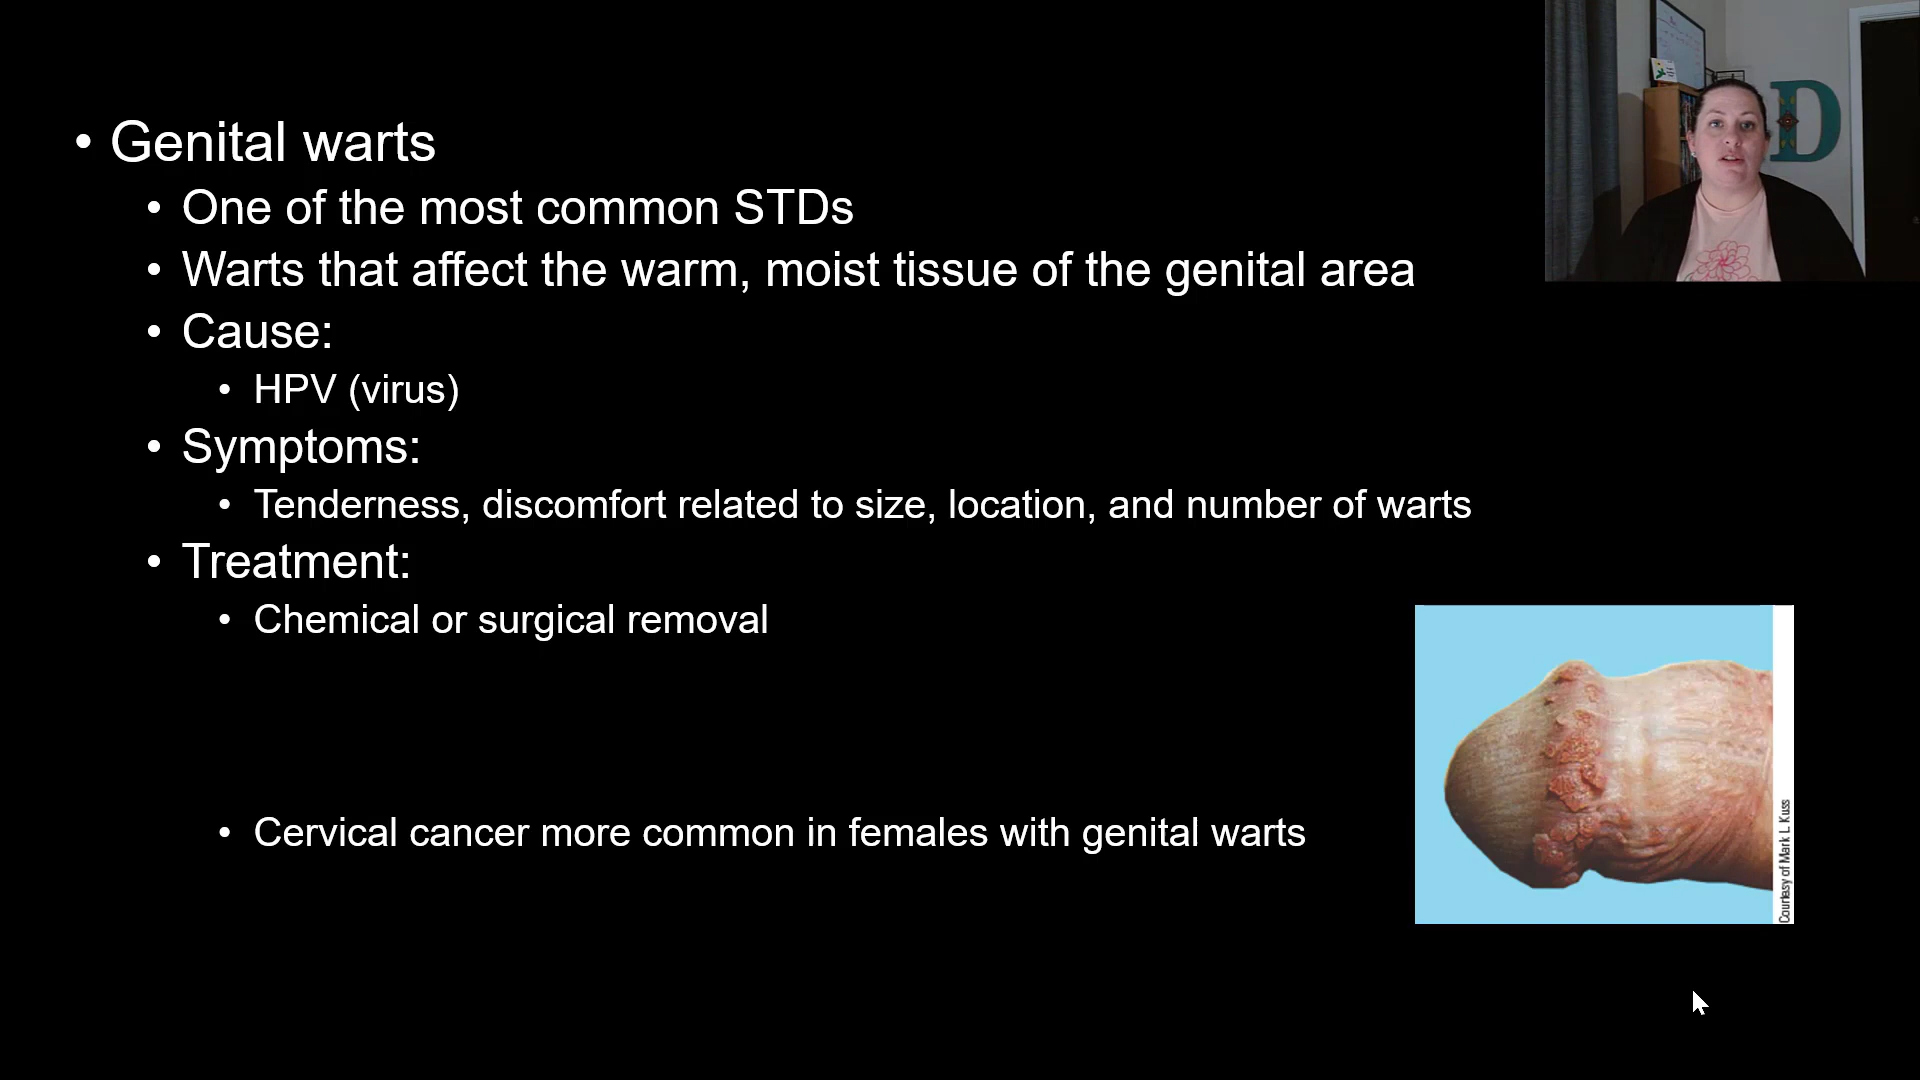 • Genital warts
• One of the most common STDs
• Warts that affect the warm, moist tissue of the genital area
• Cause:
• HPV (virus)
• Symptoms:
• Tenderness, discomfort related to size, location, and number of warts
• Treatment:
• Chemical or surgical removal
• Cervical cancer more common in females with genital warts
Courtesy of Mark L. Kuss
D